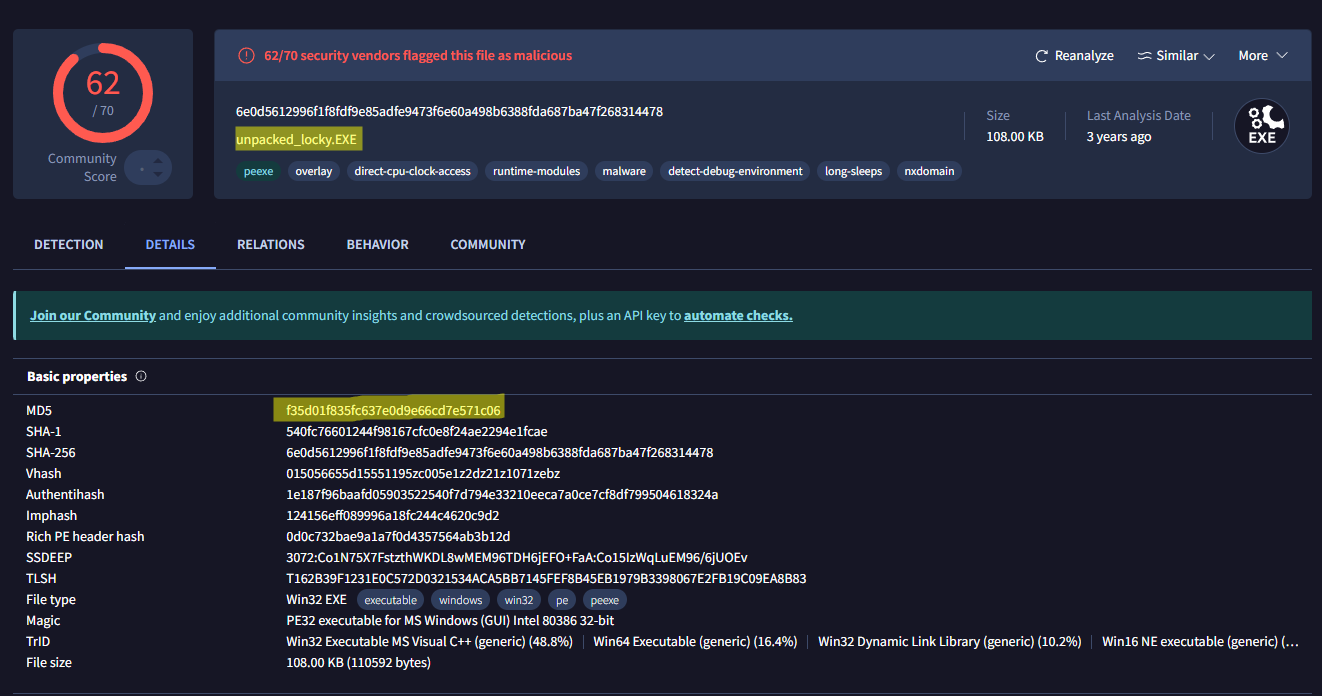 62/70 security vendors flagged this file as malicious Reanalyze Similar More
62
/ 70
Community
Score
-
6e0d5612996f1f8fdf9e85adfe9473f6e60a498b6388fda687ba47f268314478
unpacked_locky.EXE
Size
108.00 KB
Last Analysis Date
3 years ago
EXE
peexe overlay direct-cpu-clock-access runtime-modules malware detect-debug-environment long-sleeps nxdomain
DETECTION DETAILS RELATIONS BEHAVIOR COMMUNITY
Join our Community and enjoy additional community insights and crowdsourced detections, plus an API key to automate checks.
Basic properties
MD5 f35d01f835fc637e0d9e66cd7e571c06
SHA-1 540fc76601244f98167cfc0e8f24ae2294e1fcae
SHA-256 6e0d5612996f1f8fdf9e85adfe9473f6e60a498b6388fda687ba47f268314478
Vhash 015056655d15551195zc005e1z2dz21z1071zebz
Authentihash 1e187f96baafd05903522540f7d794e33210eeca7a0ce7cf8df799504618324a
Imphash 124156eff089996a18fc244c4620c9d2
Rich PE header hash 0d0c732bae9a1a7f0d4357564ab3b12d
SSDEEP 3072:Co1N75X7FstzthWKDL8wMEM96TDH6jEFO+FaA:Co15IzWqLuEM96/6jUOEv
TLSH T162B39F1231E0C572D0321534ACA5BB7145FEF8B45EB1979B3398067E2FB19C09EA8B83
File type Win32 EXE executable windows win32 pe peexe
Magic PE32 executable for MS Windows (GUI) Intel 80386 32-bit
TrID Win32 Executable MS Visual C++ (generic) (48.8%) Win64 Executable (generic) (16.4%) Win32 Dynamic Link Library (generic) (10.2%) Win16 NE executable (generic) (…
File size 108.00 KB (110592 bytes)